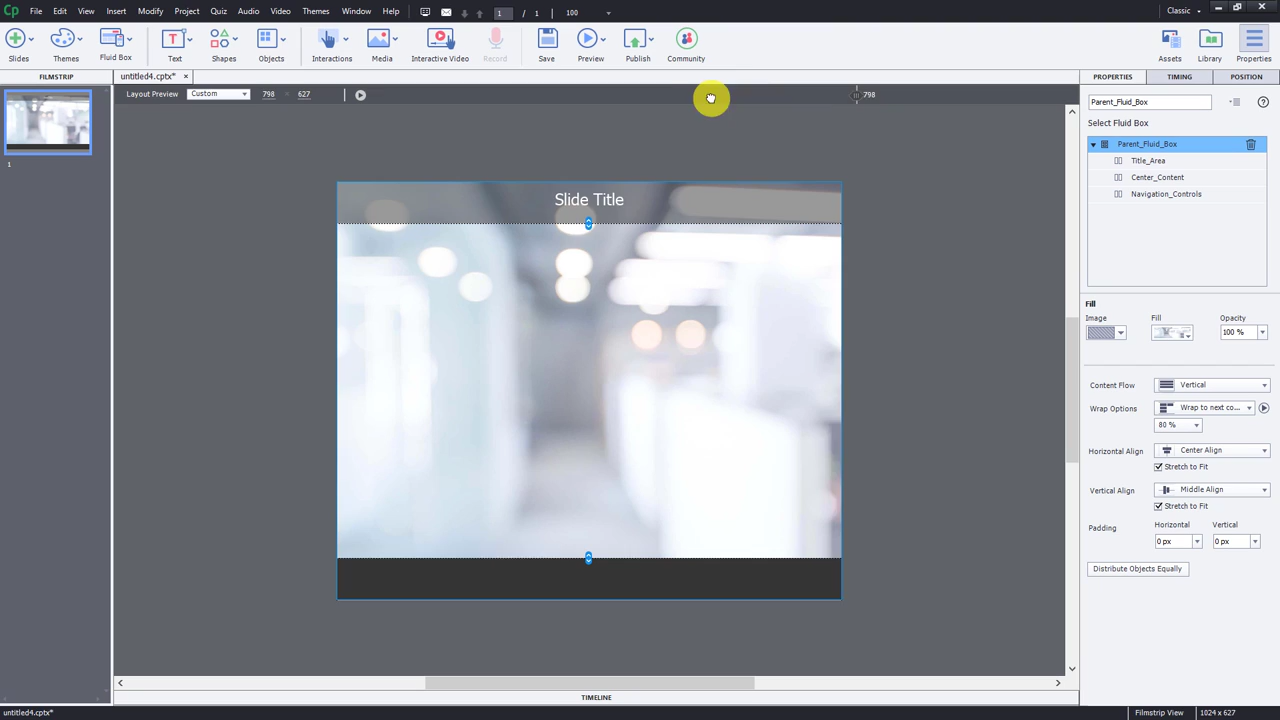 Cp File Edit View Insert Modify Project Quiz Audio Video Themes Window Help 1 / 1 100 Classic
Slides Themes Fluid Box Text Shapes Objects Interactions Media Interactive Video Record Save Preview Publish Community Assets Library Properties
FILMSTRIP untitled4.cptx* × PROPERTIES TIMING POSITION
Layout Preview Custom 798 × 627 798
Parent_Fluid_Box
Select Fluid Box
Parent_Fluid_Box
Title_Area
Center_Content
Navigation_Controls
1
Slide Title
Fill
Image Fill Opacity
100 %
Content Flow Vertical
Wrap Options Wrap to next co...
80 %
Horizontal Align Center Align
Stretch to Fit
Vertical Align Middle Align
Stretch to Fit
Padding Horizontal Vertical
0 px 0 px
Distribute Objects Equally
TIMELINE
untitled4.cptx* Filmstrip View 1024 x 627